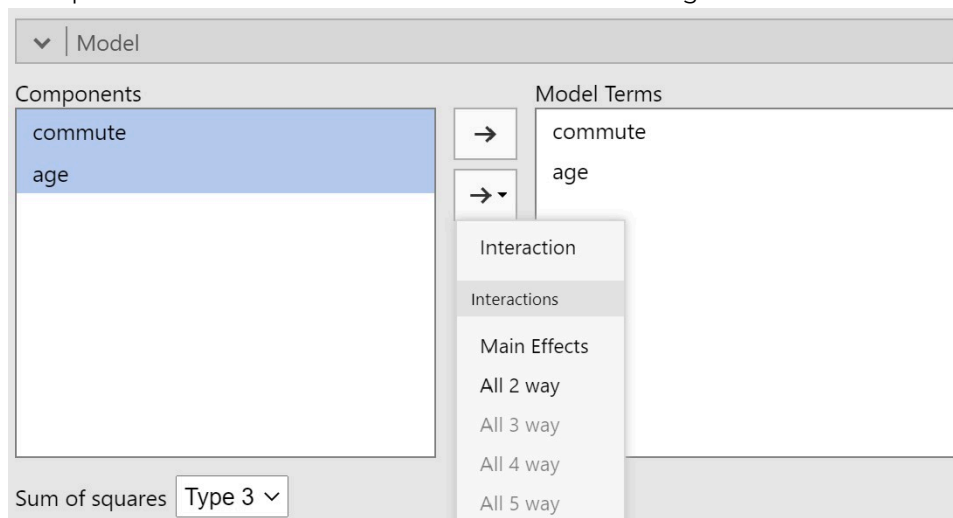 Model
Components
Model Terms
commute
age
commute
age
Interaction
Interactions
Main Effects
All 2 way
All 3 way
All 4 way
All 5 way
Sum of squares Type 3